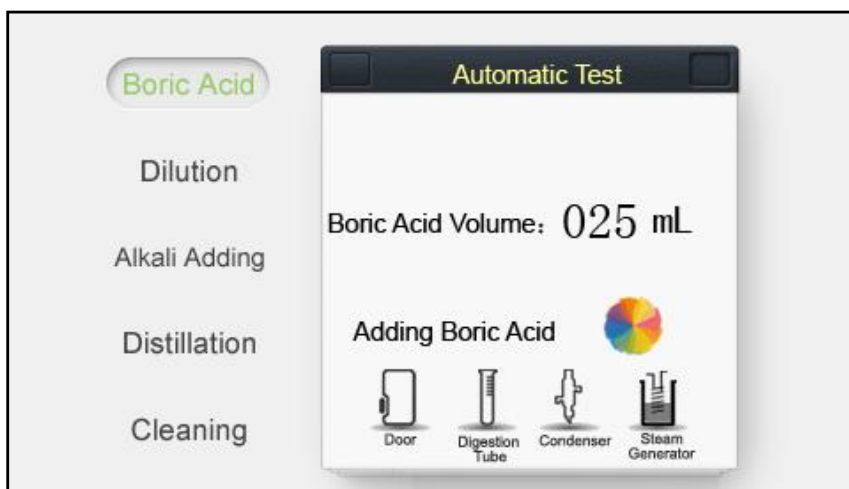 Boric Acid
Dilution
Alkali Adding
Distillation
Cleaning
Automatic Test
Boric Acid Volume: 025 mL
Adding Boric Acid
Door
Digestion
Tube
Condenser
Steam
Generator